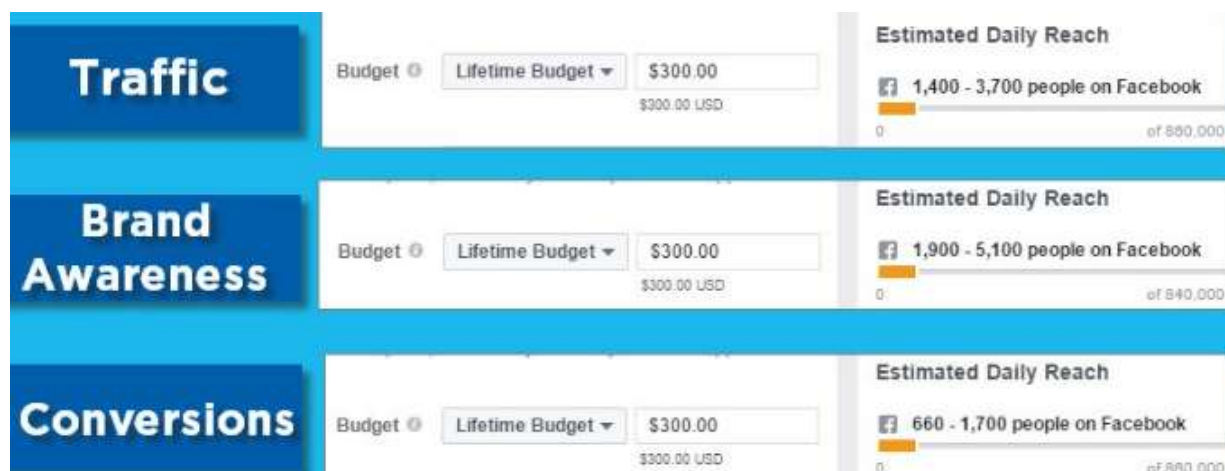 Traffic
Budget Lifetime Budget $300.00
$300.00 USD
Estimated Daily Reach
1,400 - 3,700 people on Facebook
0 of 880,000
Brand
Awareness
Budget Lifetime Budget $300.00
$300.00 USD
Estimated Daily Reach
1,900 - 5,100 people on Facebook
0 of 840,000
Conversions
Budget Lifetime Budget $300.00
$300.00 USD
Estimated Daily Reach
660 - 1,700 people on Facebook
0 of 880,000